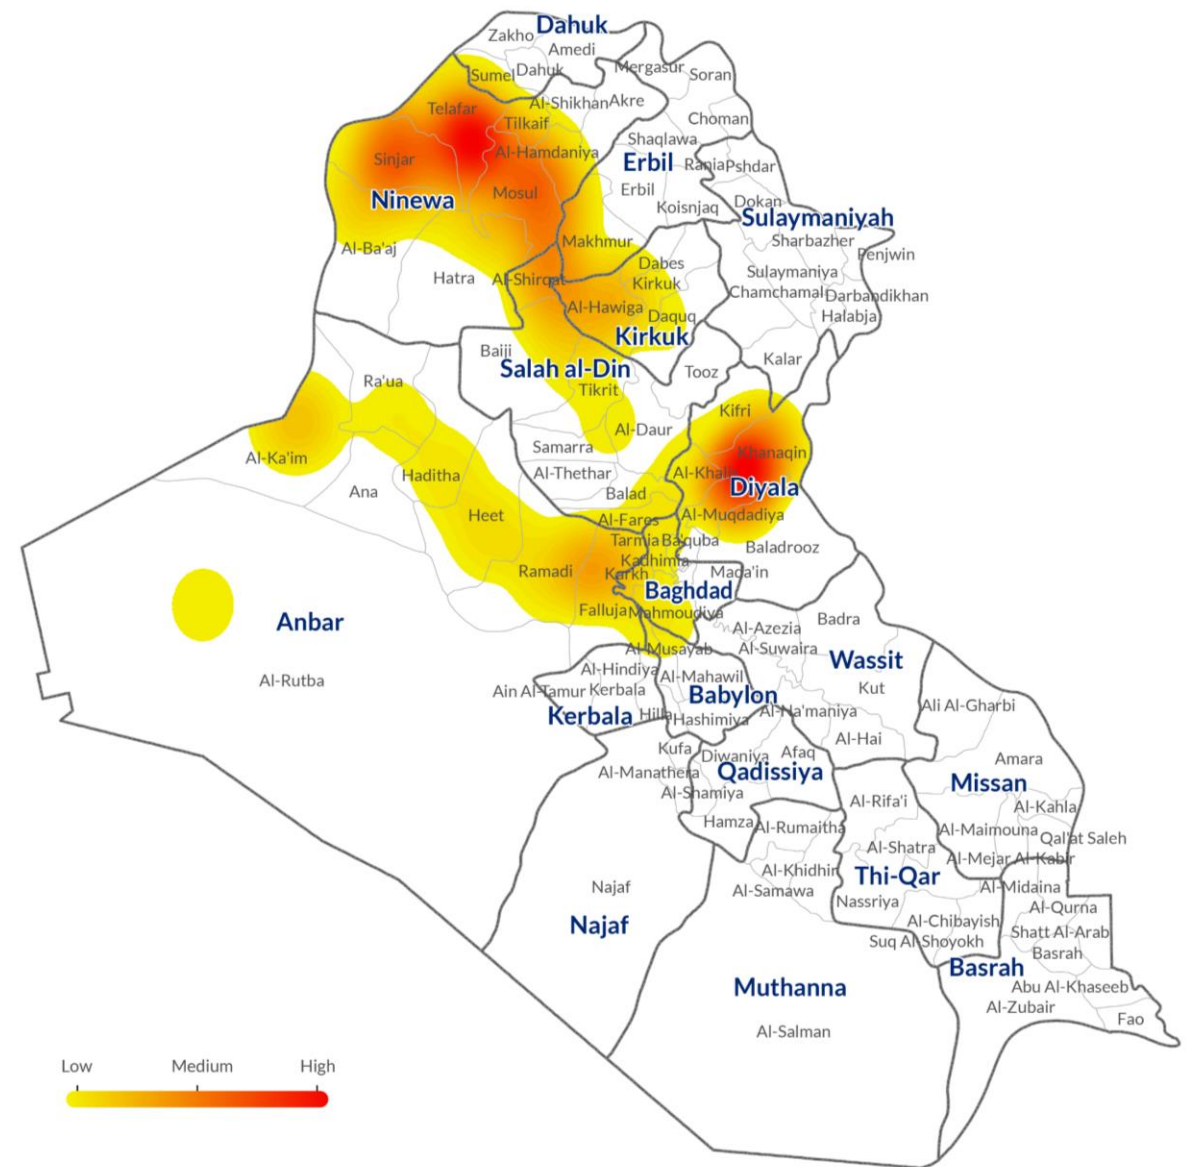 Dahuk
Zakho
Amedi
Sumel
Dahuk
Mergasur
Soran
Telafar
Al-Shikhan
Akre
Tilkaif
Choman
Shaqlawa
Sinjar
Al-Hamdaniya
Erbil
Rania
Pshdar
Ninewa
Mosul
Erbil
Koisnjaq
Dokan
Sulaymaniyah
Al-Ba'aj
Makhmur
Sharbazher
Penjwin
Hatra
Al-Shirqat
Dabes
Kirkuk
Sulaymaniya
Chamchamal
Darbandikhan
Al-Hawiga
Daquq
Halabja
Kirkuk
Baiji
Salah al-Din
Tooz
Kalar
Ra'ua
Tikrit
Kifri
Al-Daur
Al-Ka'im
Samarra
Khanaqin
Haditha
Al-Thethar
Al-Khalis
Ana
Balad
Diyala
Heet
Al-Fares
Al-Muqdadiya
Tarmia
Ba'quba
Baladrooz
Kadhimia
Ramadi
Karkh
Mada'in
Baghdad
Falluja
Mahmoudiya
Anbar
Al-Azezia
Badra
Al-Musayab
Al-Suwaira
Wassit
Al-Rutba
Al-Hindiya
Al-Mahawil
Kut
Ain Al-Tamur
Kerbala
Babylon
Kerbala
Hilla
Hashimiya
Al-Na'maniya
Ali Al-Gharbi
Al-Hai
Kufa
Diwaniya
Afaq
Amara
Al-Manathera
Qadissiya
Missan
Al-Shamiya
Al-Rifa'i
Al-Kahla
Hamza
Al-Rumaitha
Al-Maimouna
Qal'at Saleh
Al-Shatra
Al-Mejar Al-Kabir
Al-Khidhir
Thi-Qar
Najaf
Al-Samawa
Al-Midaina
Nassriya
Al-Qurna
Najaf
Al-Chibayish
Shatt Al-Arab
Suq Al-Shoyokh
Basrah
Basrah
Muthanna
Abu Al-Khaseeb
Al-Zubair
Fao
Al-Salman
Low Medium High